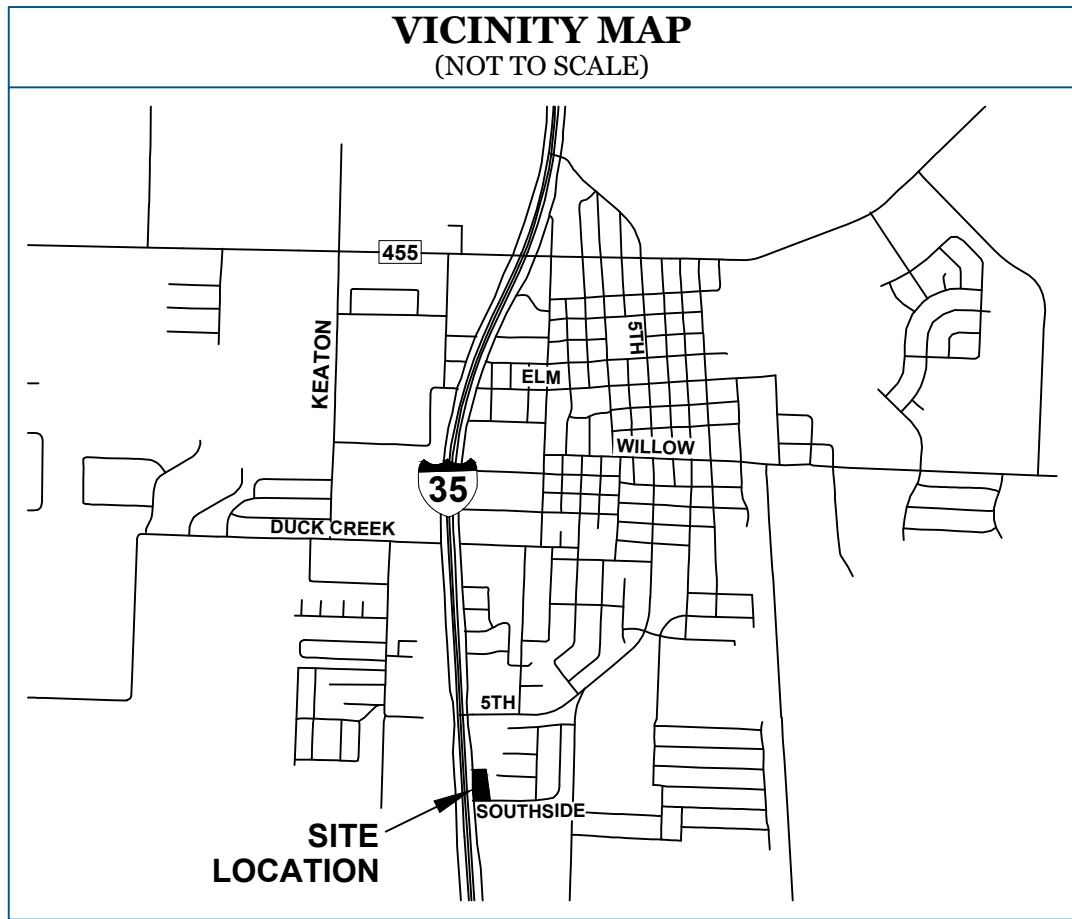 VICINITY MAP
(NOT TO SCALE)
455
KEATON
5TH
ELM
WILLOW
35
DUCK CREEK
5TH
SOUTHSIDE
SITE
LOCATION